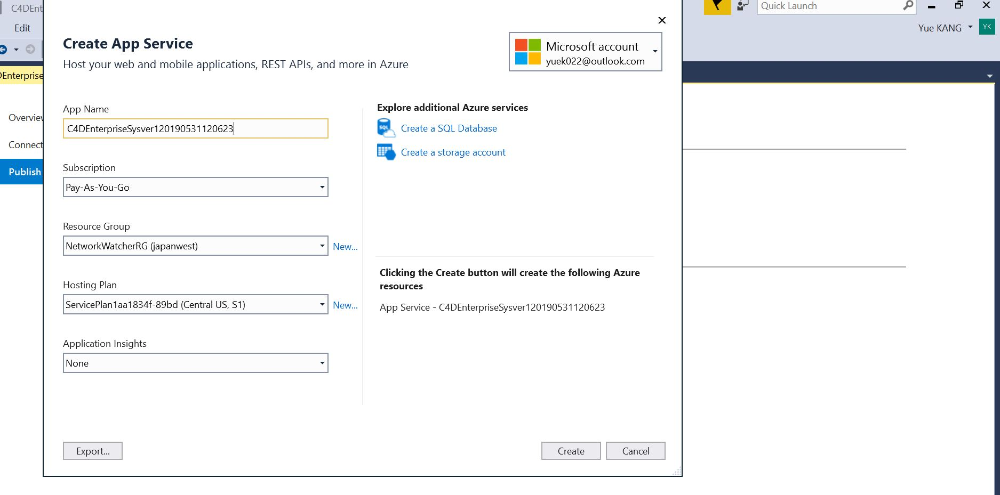 C4DEnt
Quick Launch
Edit
Yue KANG
YK
DEnterprise
Overview
Connect
Publish
Create App Service
Host your web and mobile applications, REST APIs, and more in Azure
Microsoft account
yuek022@outlook.com
App Name
C4DEnterpriseSysver120190531120623
Subscription
Pay-As-You-Go
Resource Group
NetworkWatcherRG (japanwest)
New...
Hosting Plan
ServicePlan1aa1834f-89bd (Central US, S1)
New...
Application Insights
None
Explore additional Azure services
SQL
Create a SQL Database
Create a storage account
Clicking the Create button will create the following Azure
resources
App Service - C4DEnterpriseSysver120190531120623
Export...
Create
Cancel